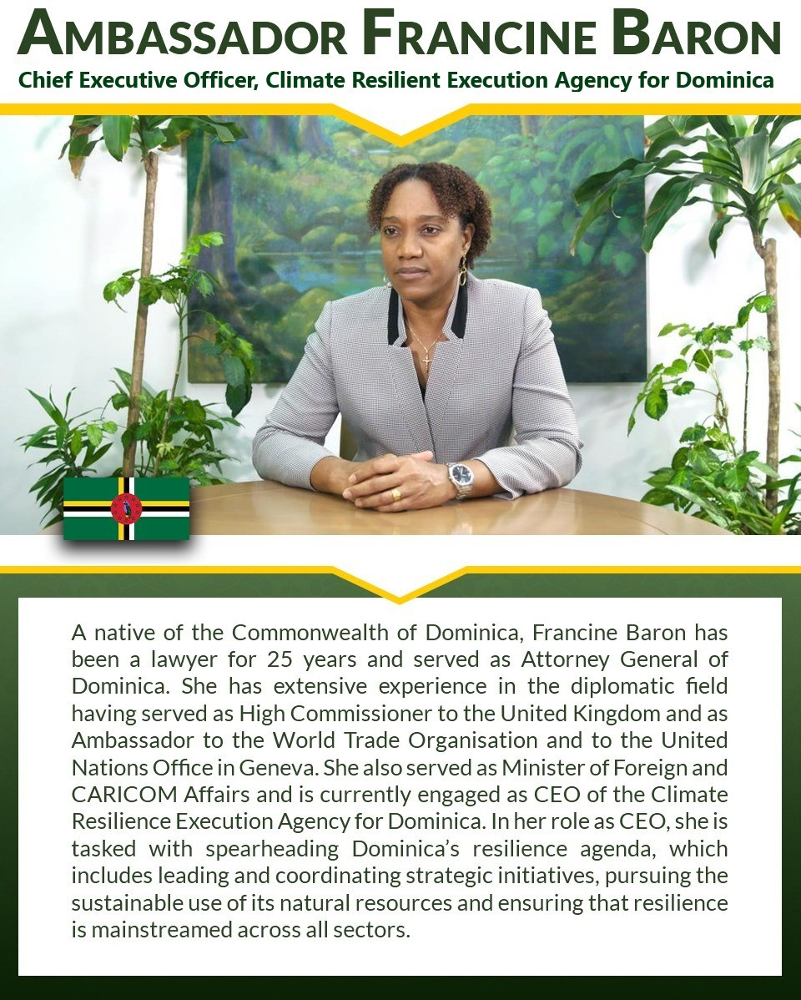 Ambassador Francine Baron
Chief Executive Officer, Climate Resilient Execution Agency for Dominica
A native of the Commonwealth of Dominica, Francine Baron has
been a lawyer for 25 years and served as Attorney General of
Dominica. She has extensive experience in the diplomatic field
having served as High Commissioner to the United Kingdom and as
Ambassador to the World Trade Organisation and to the United
Nations Office in Geneva. She also served as Minister of Foreign and
CARICOM Affairs and is currently engaged as CEO of the Climate
Resilience Execution Agency for Dominica. In her role as CEO, she is
tasked with spearheading Dominica’s resilience agenda, which
includes leading and coordinating strategic initiatives, pursuing the
sustainable use of its natural resources and ensuring that resilience
is mainstreamed across all sectors.